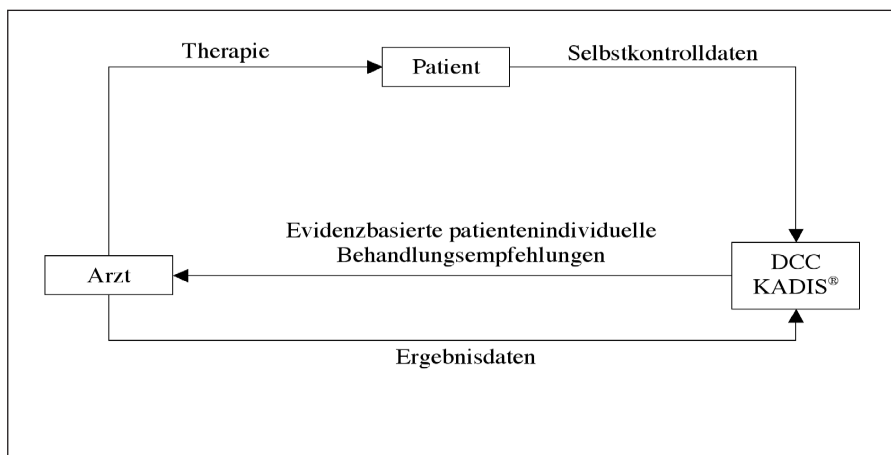 Therapie
Patient
Selbstkontrolldaten
Evidenzbasierte patientenindividuelle
Behandlungsempfehlungen
Arzt
DCC
KADIS®
Ergebnisdaten